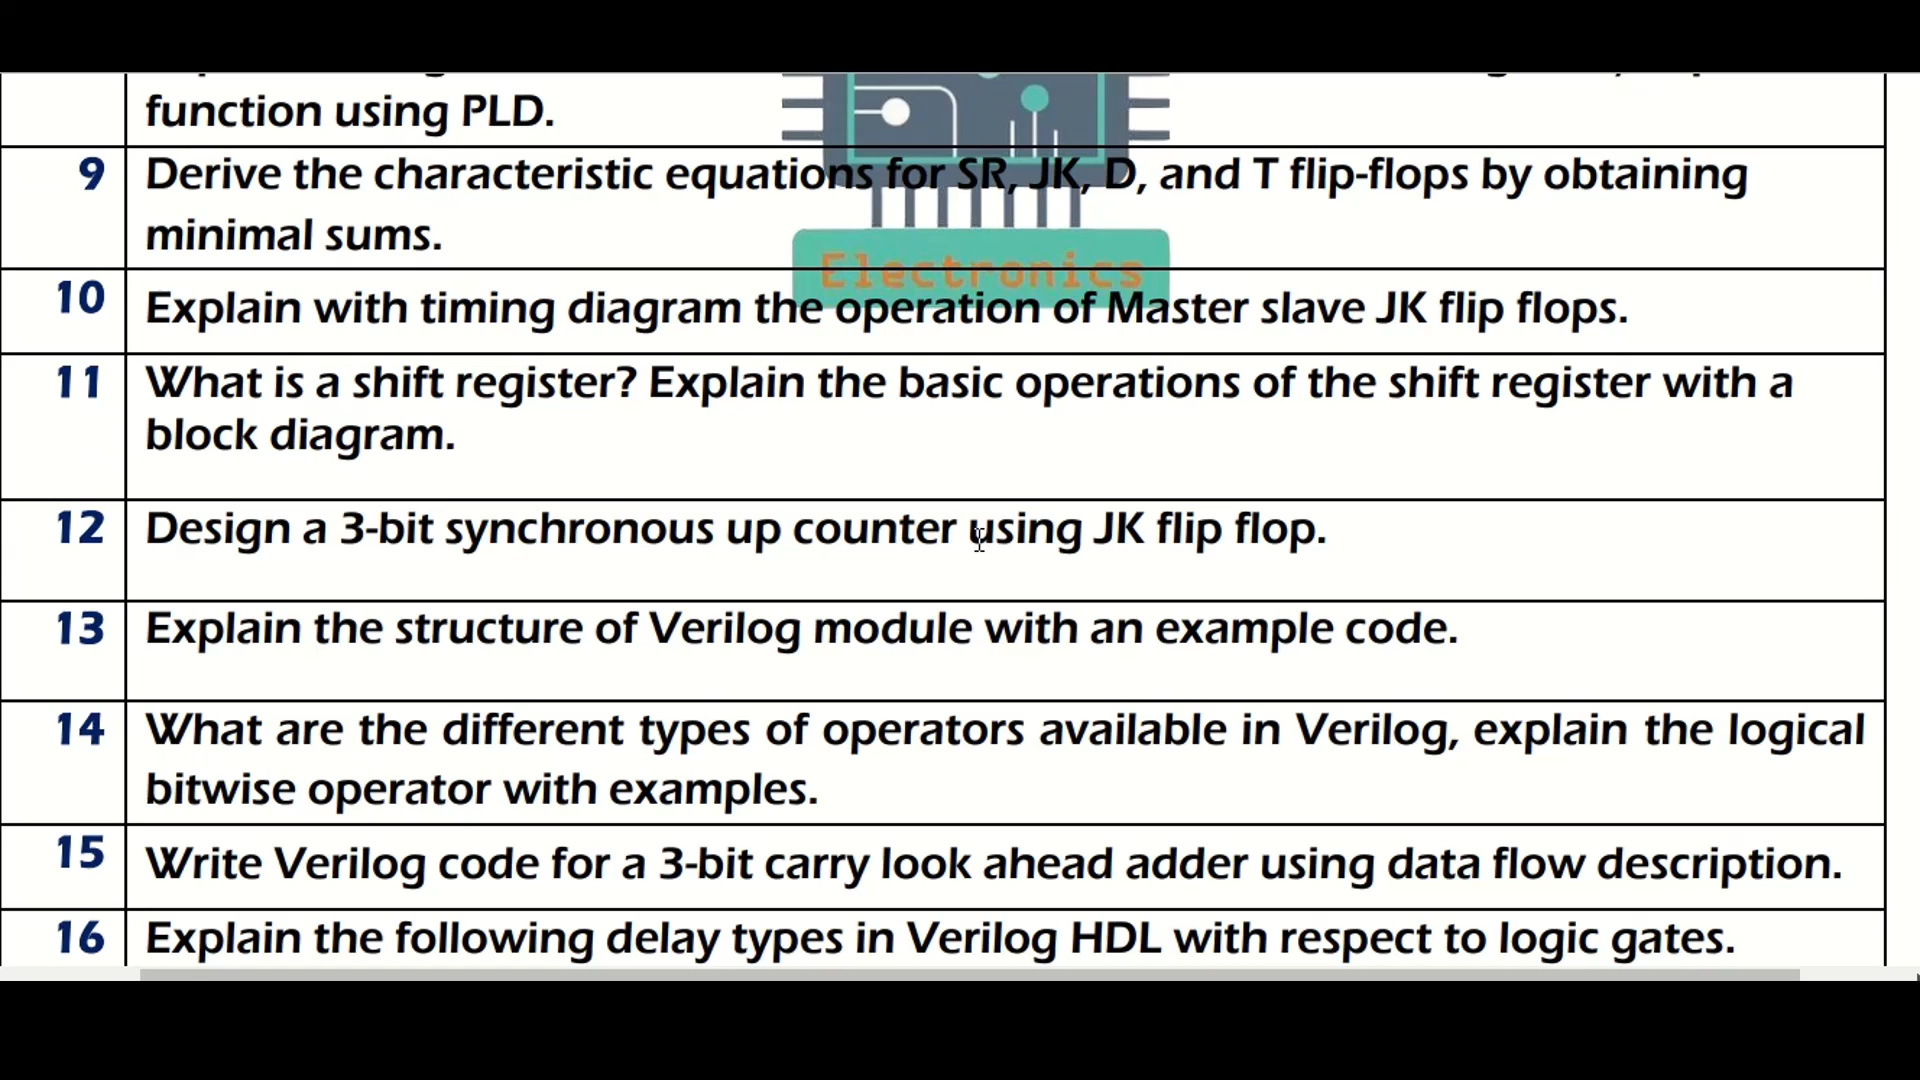 function using PLD.
9 Derive the characteristic equations for SR, JK, D, and T flip-flops by obtaining
minimal sums.
Electronics
10 Explain with timing diagram the operation of Master slave JK flip flops.
11 What is a shift register? Explain the basic operations of the shift register with a
block diagram.
12 Design a 3-bit synchronous up counter using JK flip flop.
13 Explain the structure of Verilog module with an example code.
14 What are the different types of operators available in Verilog, explain the logical
bitwise operator with examples.
15 Write Verilog code for a 3-bit carry look ahead adder using data flow description.
16 Explain the following delay types in Verilog HDL with respect to logic gates.